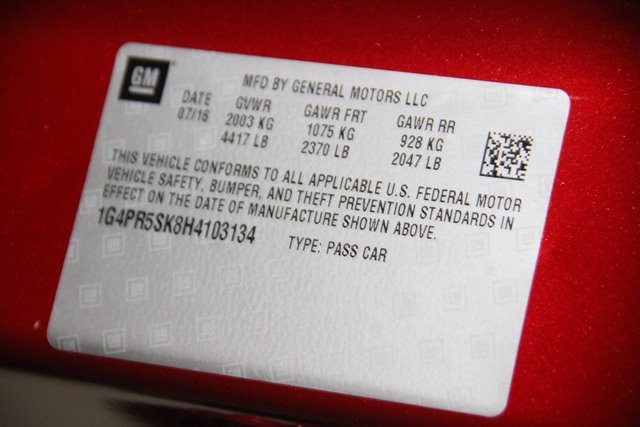 GM
MFD BY GENERAL MOTORS LLC
DATE GVWR GAWR FRT GAWR RR
07/16 2003 KG 1075 KG 928 KG
4417 LB 2370 LB 2047 LB
THIS VEHICLE CONFORMS TO ALL APPLICABLE U.S. FEDERAL MOTOR
VEHICLE SAFETY, BUMPER, AND THEFT PREVENTION STANDARDS IN
EFFECT ON THE DATE OF MANUFACTURE SHOWN ABOVE.
1G4PR5SK8H4103134 TYPE: PASS CAR